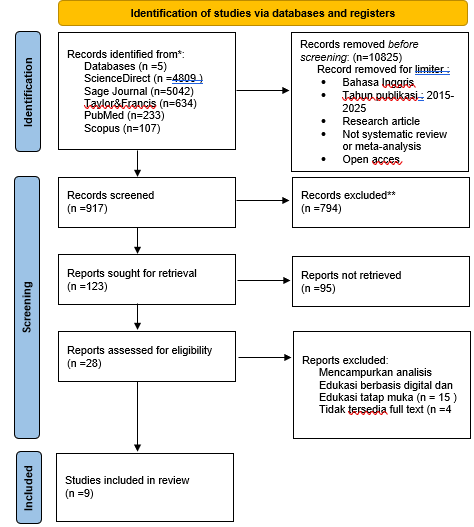 Identification of studies via databases and registers
Identification
Records identified from*:
Databases (n =5)
ScienceDirect (n =4809 )
Sage Journal (n=5042)
Taylor&Francis (n=634)
PubMed (n=233)
Scopus (n=107)
Records removed before
screening: (n=10825)
Record removed for limiter :
• Bahasa Inggris
• Tahun publikasi : 2015-
2025
• Research article
• Not systematic review
or meta-analysis
• Open acces
Screening
Records screened
(n =917)
Records excluded**
(n =794)
Reports sought for retrieval
(n =123)
Reports not retrieved
(n =95)
Reports assessed for eligibility
(n =28)
Reports excluded:
Mencampurkan analisis
Edukasi berbasis digital dan
Edukasi tatap muka (n = 15 )
Tidak tersedia full text (n =4
Included
Studies included in review
(n =9)